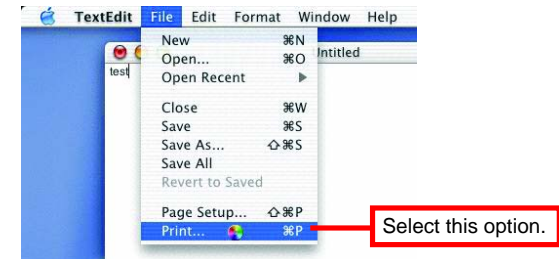 TextEdit File Edit Format Window Help
Untitled
test
New ⌘N
Open... ⌘O
Open Recent ▶
Close ⌘W
Save ⌘S
Save As... ⇧⌘S
Save All
Revert to Saved
Page Setup... ⇧⌘P
Print... ⌘P
Select this option.